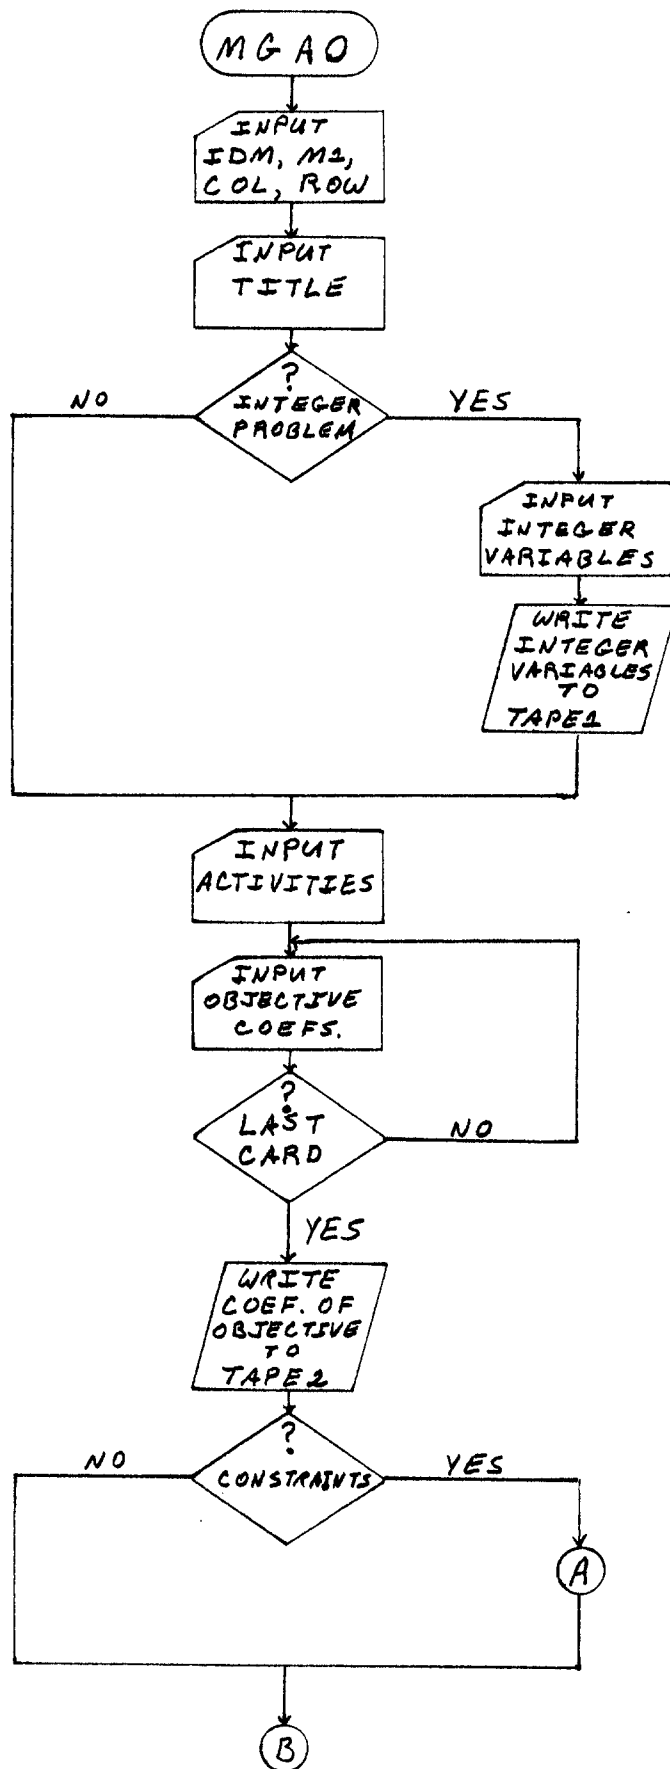 MGAO
INPUT
IDM, M1,
COL, ROW
INPUT
TITLE
?
INTEGER
PROBLEM
NO
YES
INPUT
INTEGER
VARIABLES
WRITE
INTEGER
VARIABLES
TO
TAPE1
INPUT
ACTIVITIES
INPUT
OBJECTIVE
COEFS.
?
LAST
CARD
NO
YES
WRITE
COEF. OF
OBJECTIVE
TO
TAPE2
?
CONSTRAINTS
NO
YES
A
B